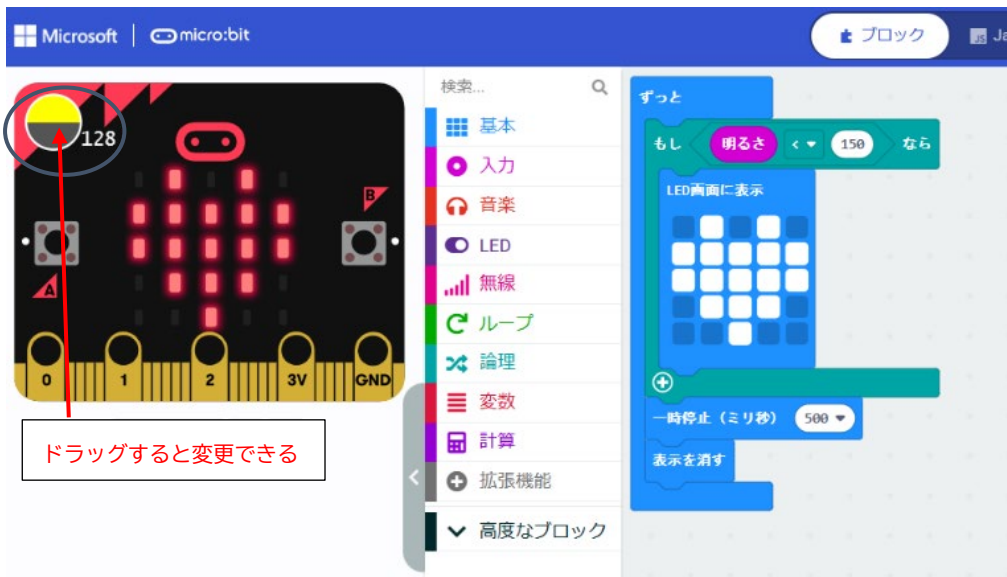 Microsoft micro:bit
ブロック
JS Ja
128
B
A
0 1 2 3V GND
ドラッグすると変更できる
検索...
基本
入力
音楽
LED
無線
ループ
論理
変数
計算
拡張機能
高度なブロック
ずっと
もし 明るさ < 150 なら
LED画面に表示
一時停止（ミリ秒） 500
表示を消す